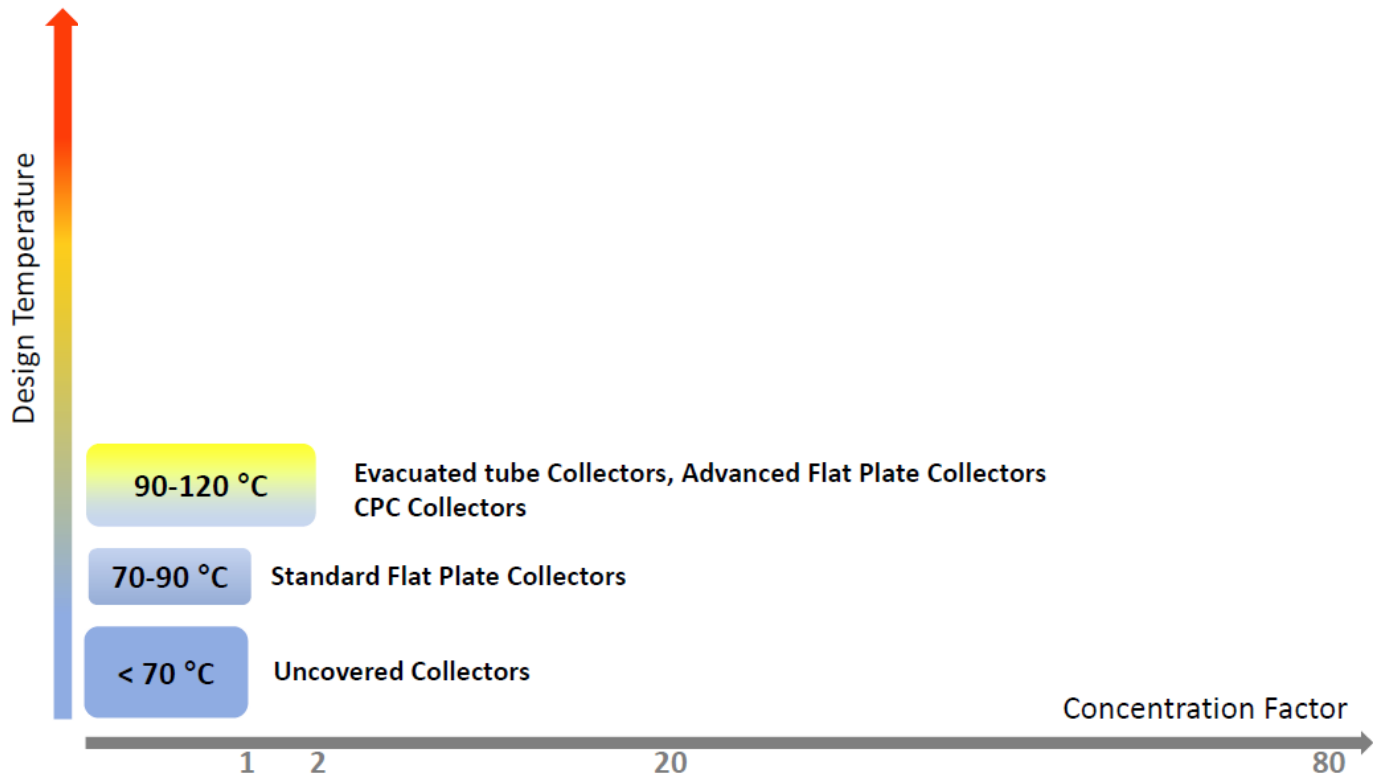 Design Temperature
90-120 °C
Evacuated tube Collectors, Advanced Flat Plate Collectors
CPC Collectors
70-90 °C
Standard Flat Plate Collectors
< 70 °C
Uncovered Collectors
Concentration Factor
1 2 20 80